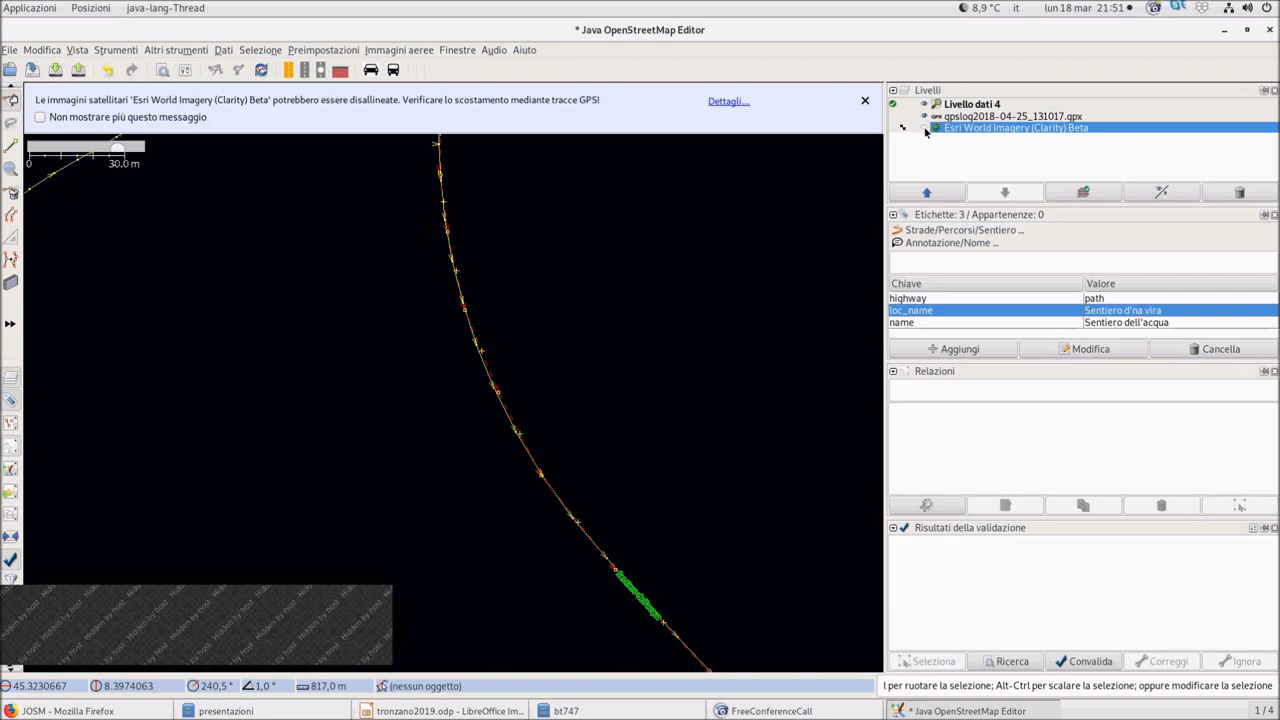 Applicazioni Posizioni java-lang-Thread 8,9 °C it lun 18 mar 21:51
* Java OpenStreetMap Editor
File Modifica Vista Strumenti Altri strumenti Dati Selezione Preimpostazioni Immagini aeree Finestre Audio Aiuto
Le immagini satellitari 'Esri World Imagery (Clarity) Beta' potrebbero essere disallineate. Verificare lo scostamento mediante tracce GPS!
Dettagli...
Non mostrare più questo messaggio
0 30.0 m
Livelli
Livello dati 4
gpslog2018-04-25_131017.gpx
Esri World Imagery (Clarity) Beta
Etichette: 3 / Appartenenze: 0
Strade/Percorsi/Sentiero ...
Annotazione/Nome ...
Chiave Valore
highway path
loc_name Sentiero d'na vira
name Sentiero dell'acqua
Aggiungi Modifica Cancella
Relazioni
Risultati della validazione
Seleziona Ricerca Convalida Correggi Ignora
Hidden by host
45.3230667 8.3974063 240,5° 1,0° 817,0 m (nessun oggetto)
l per ruotare la selezione; Alt-Ctrl per scalare la selezione; oppure modificare la selezione
JOSM - Mozilla Firefox presentazioni tronzano2019.odp - LibreOffice Im... bt747 FreeConferenceCall * Java OpenStreetMap Editor 1 / 4